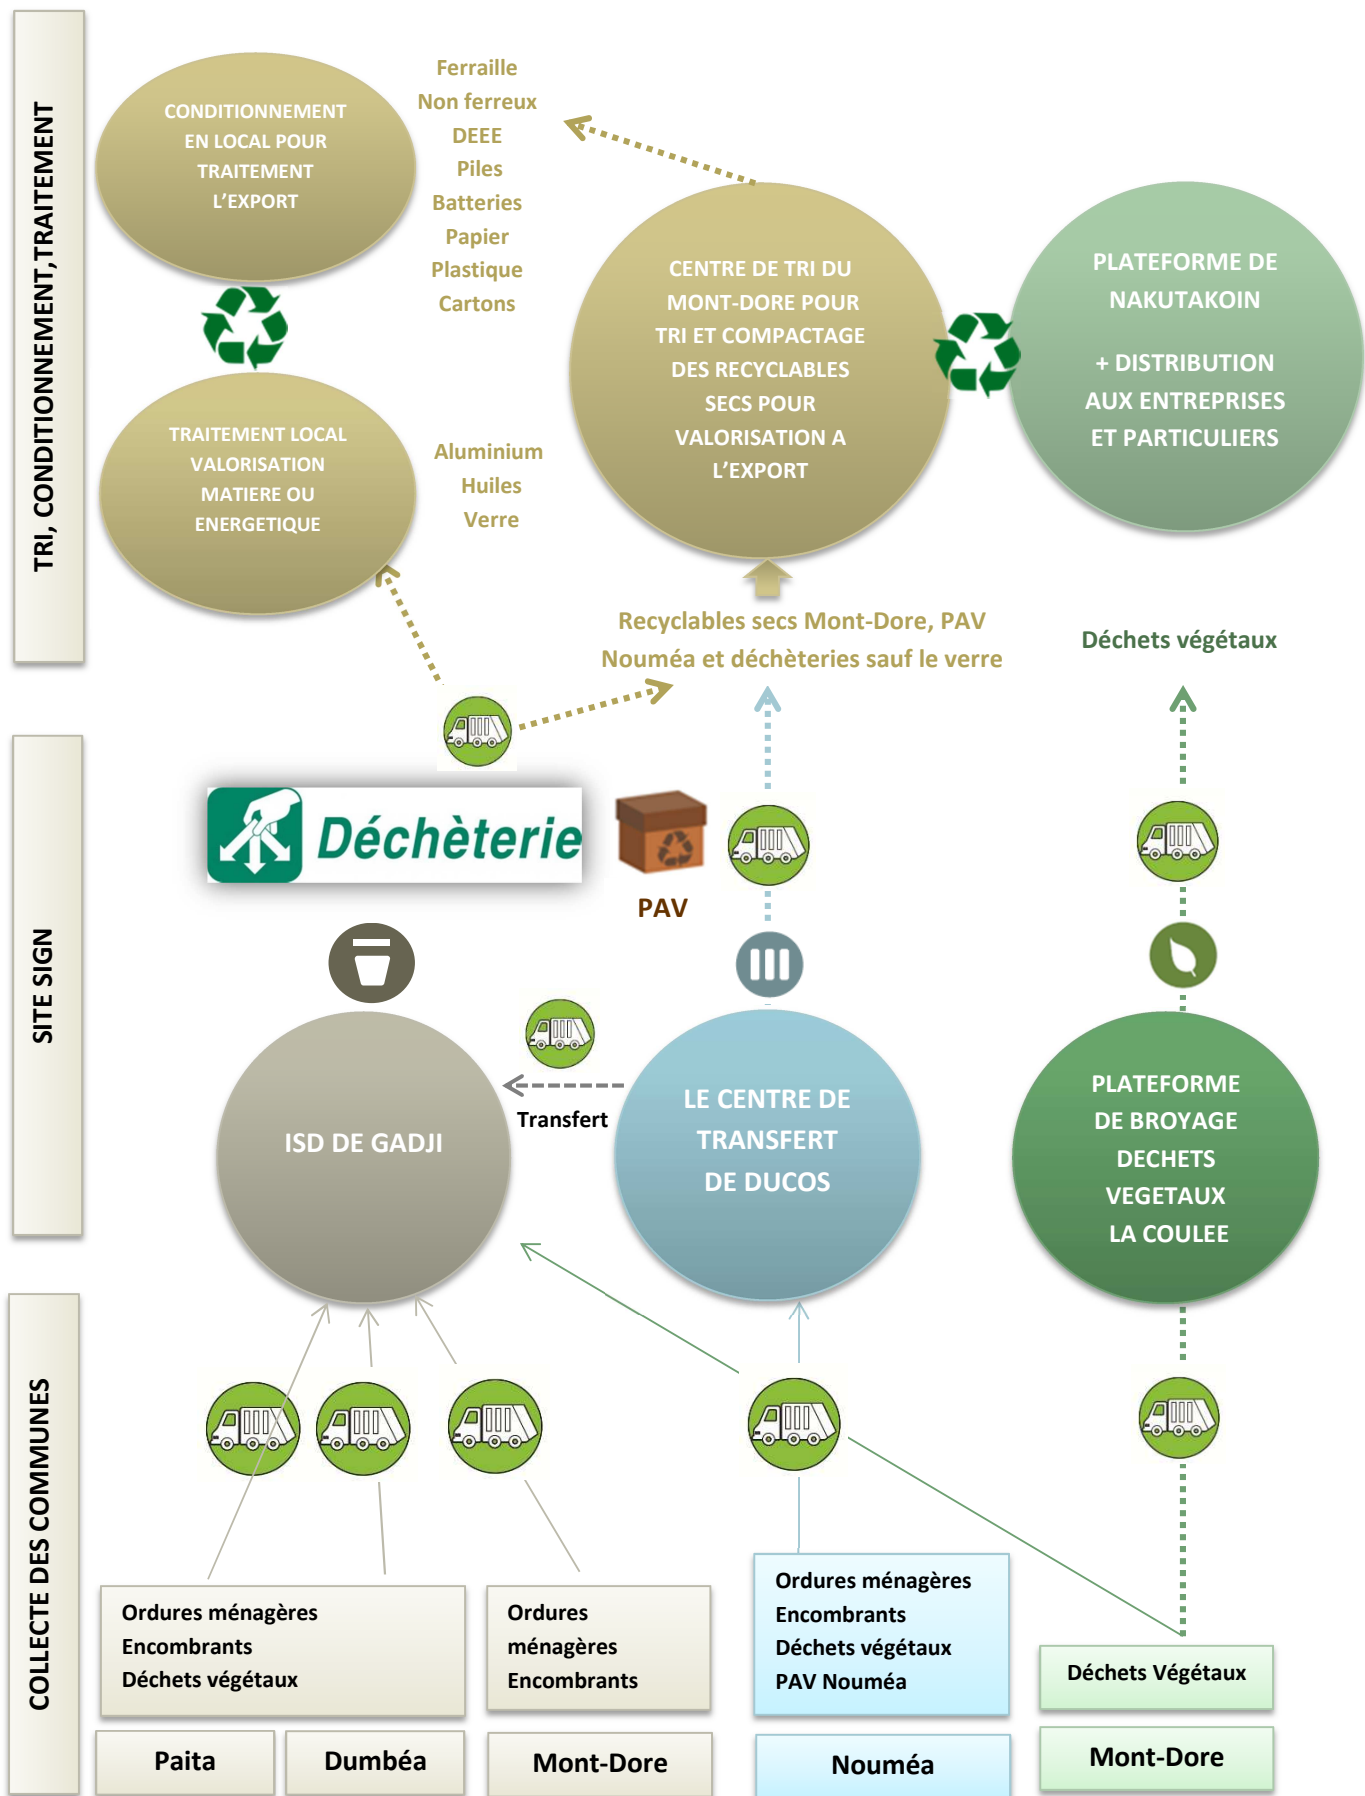 TRI, CONDITIONNEMENT,TRAITEMENT
CONDITIONNEMENT
EN LOCAL POUR
TRAITEMENT
L’EXPORT
Ferraille
Non ferreux
DEEE
Piles
Batteries
Papier
Plastique
Cartons
CENTRE DE TRI DU
MONT-DORE POUR
TRI ET COMPACTAGE
DES RECYCLABLES
SECS POUR
VALORISATION A
L’EXPORT
PLATEFORME DE
NAKUTAKOIN
+ DISTRIBUTION
AUX ENTREPRISES
ET PARTICULIERS
TRAITEMENT LOCAL
VALORISATION
MATIERE OU
ENERGETIQUE
Aluminium
Huiles
Verre
Recyclables secs Mont-Dore, PAV
Nouméa et déchèteries sauf le verre
Déchets végétaux
SITE SIGN
Déchèterie
PAV
ISD DE GADJI
Transfert
LE CENTRE DE
TRANSFERT
DE DUCOS
PLATEFORME
DE BROYAGE
DECHETS
VEGETAUX
LA COULEE
COLLECTE DES COMMUNES
Ordures ménagères
Encombrants
Déchets végétaux
Ordures
ménagères
Encombrants
Ordures ménagères
Encombrants
Déchets végétaux
PAV Nouméa
Déchets Végétaux
Paita
Dumbéa
Mont-Dore
Nouméa
Mont-Dore